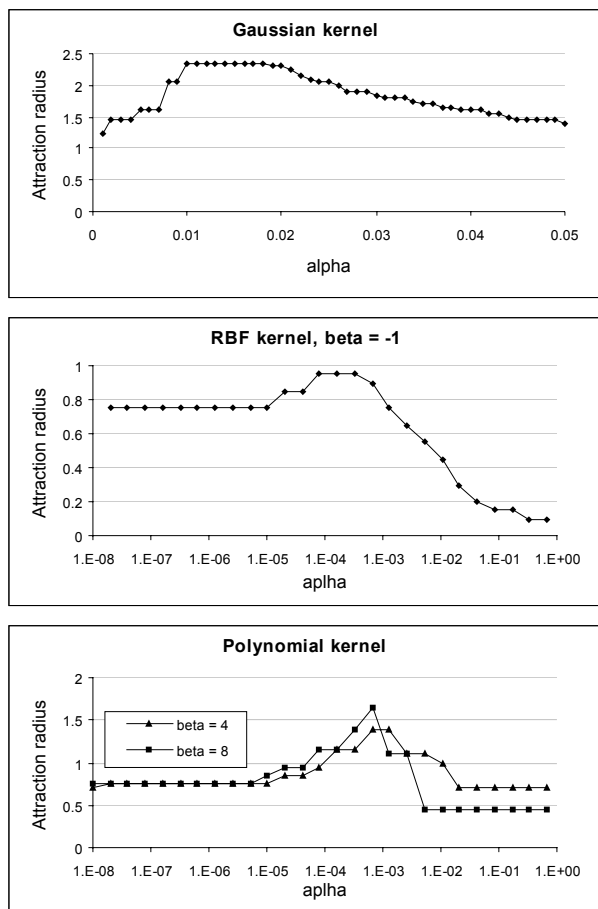 Gaussian kernel
2.5
2
1.5
1
0.5
0
Attraction radius
0 0.01 0.02 0.03 0.04 0.05
alpha
RBF kernel, beta = -1
1
0.8
0.6
0.4
0.2
0
Attraction radius
1.E-08 1.E-07 1.E-06 1.E-05 1.E-04 1.E-03 1.E-02 1.E-01 1.E+00
aplha
Polynomial kernel
2
1.5
1
0.5
0
Attraction radius
beta = 4
beta = 8
1.E-08 1.E-07 1.E-06 1.E-05 1.E-04 1.E-03 1.E-02 1.E-01 1.E+00
aplha